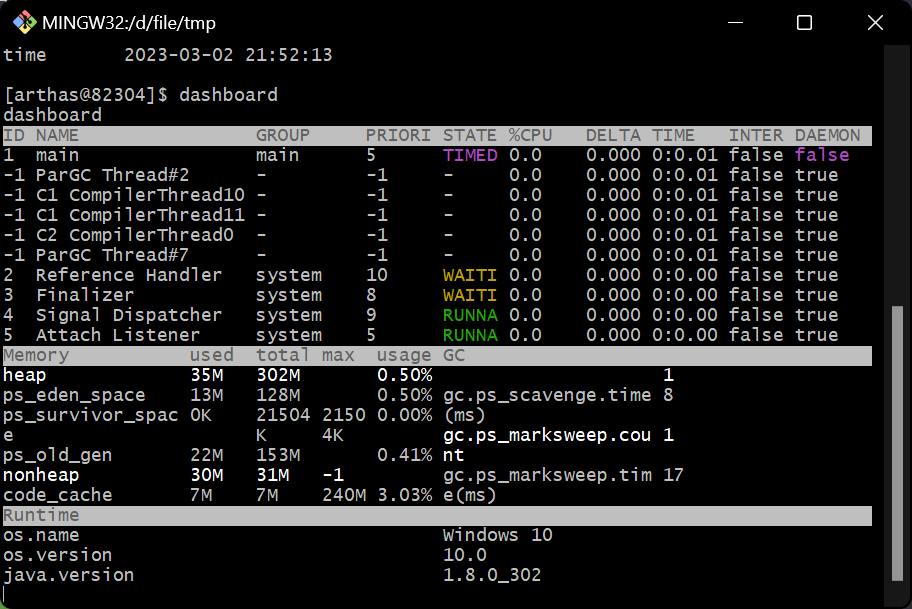 MINGW32:/d/file/tmp
time 2023-03-02 21:52:13
[arthas@82304]$ dashboard
dashboard
ID NAME GROUP PRIORI STATE %CPU DELTA TIME INTER DAEMON
1 main main 5 TIMED 0.0 0.000 0:0.01 false false
-1 ParGC Thread#2 - -1 - 0.0 0.000 0:0.01 false true
-1 C1 CompilerThread10 - -1 - 0.0 0.000 0:0.01 false true
-1 C1 CompilerThread11 - -1 - 0.0 0.000 0:0.01 false true
-1 C2 CompilerThread0 - -1 - 0.0 0.000 0:0.01 false true
-1 ParGC Thread#7 - -1 - 0.0 0.000 0:0.01 false true
2 Reference Handler system 10 WAITI 0.0 0.000 0:0.00 false true
3 Finalizer system 8 WAITI 0.0 0.000 0:0.00 false true
4 Signal Dispatcher system 9 RUNNA 0.0 0.000 0:0.00 false true
5 Attach Listener system 5 RUNNA 0.0 0.000 0:0.00 false true
Memory used total max usage GC
heap 35M 302M 0.50% 1
ps_eden_space 13M 128M 0.50% gc.ps_scavenge.time 8
ps_survivor_spac 0K 21504 2150 0.00% (ms)
e K 4K gc.ps_marksweep.cou 1
ps_old_gen 22M 153M 0.41% nt
nonheap 30M 31M -1 gc.ps_marksweep.tim 17
code_cache 7M 7M 240M 3.03% e(ms)
Runtime
os.name Windows 10
os.version 10.0
java.version 1.8.0_302